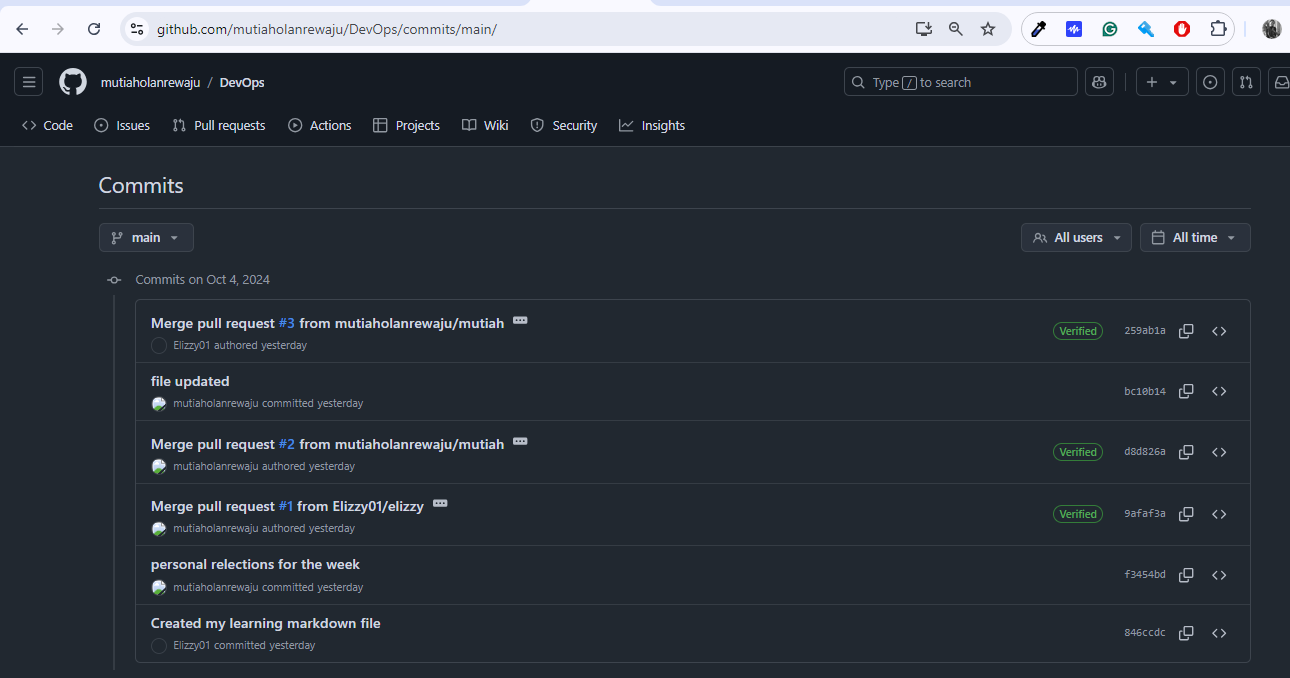 github.com/mutiaholanrewaju/DevOps/commits/main/
mutiaholanrewaju / DevOps
Type / to search
Code Issues Pull requests Actions Projects Wiki Security Insights
Commits
main All users All time
Commits on Oct 4, 2024
Merge pull request #3 from mutiaholanrewaju/mutiah
Elizzy01 authored yesterday
Verified 259ab1a
file updated
mutiaholanrewaju committed yesterday
bc10b14
Merge pull request #2 from mutiaholanrewaju/mutiah
mutiaholanrewaju authored yesterday
Verified d8d826a
Merge pull request #1 from Elizzy01/elizzy
mutiaholanrewaju authored yesterday
Verified 9afaf3a
personal relections for the week
mutiaholanrewaju committed yesterday
f3454bd
Created my learning markdown file
Elizzy01 committed yesterday
846ccdc